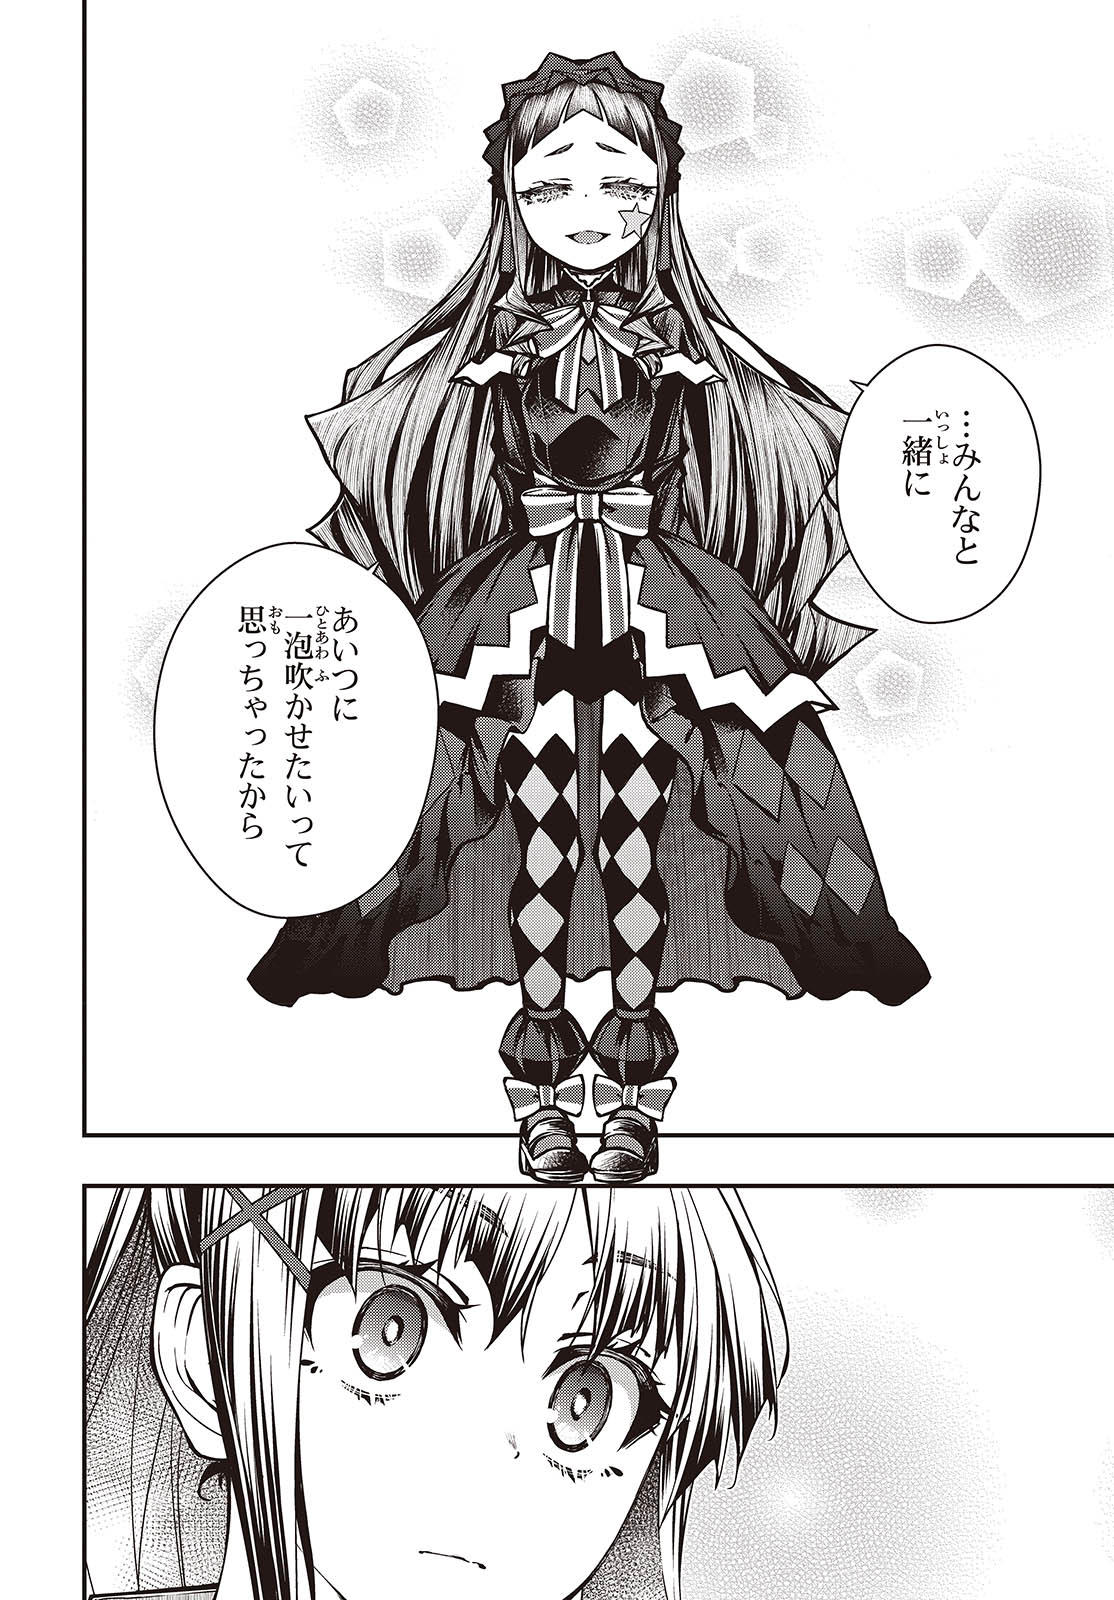 …みんなと
一緒に
あいつに
一泡吹かせたいって
思っちゃったから